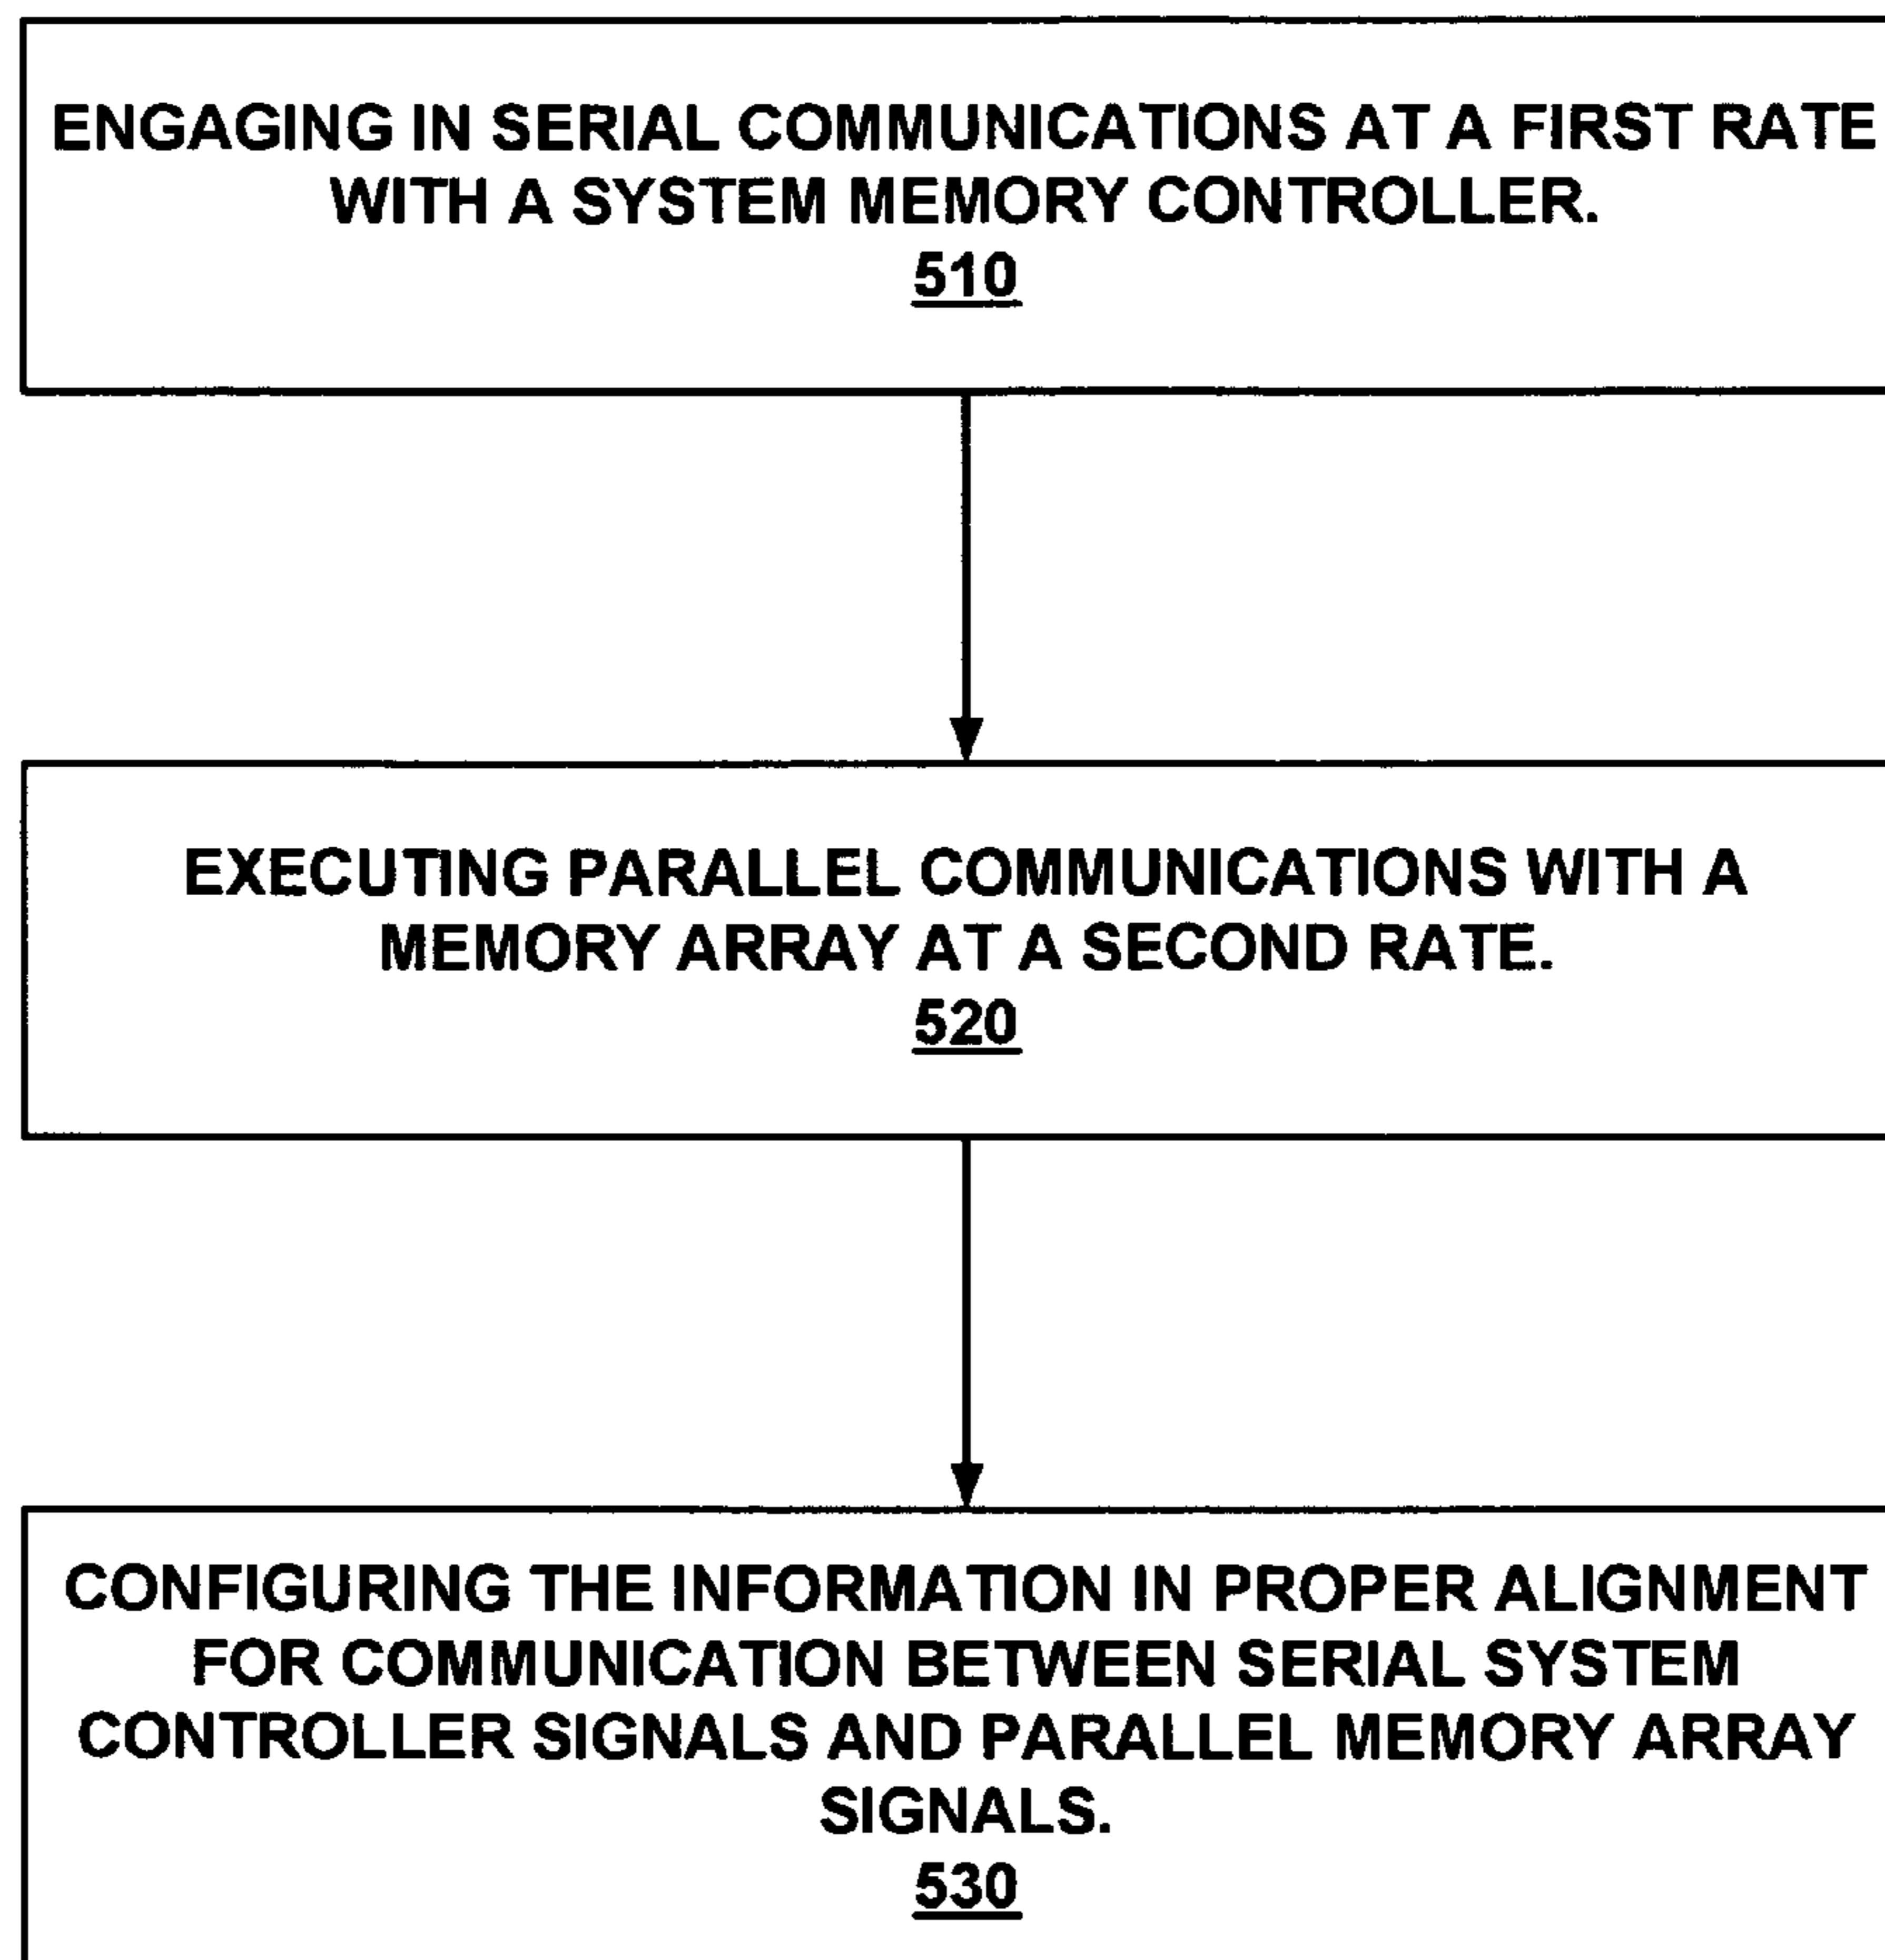 ENGAGING IN SERIAL COMMUNICATIONS AT A FIRST RATE
WITH A SYSTEM MEMORY CONTROLLER.
510
EXECUTING PARALLEL COMMUNICATIONS WITH A
MEMORY ARRAY AT A SECOND RATE.
520
CONFIGURING THE INFORMATION IN PROPER ALIGNMENT
FOR COMMUNICATION BETWEEN SERIAL SYSTEM
CONTROLLER SIGNALS AND PARALLEL MEMORY ARRAY
SIGNALS.
530